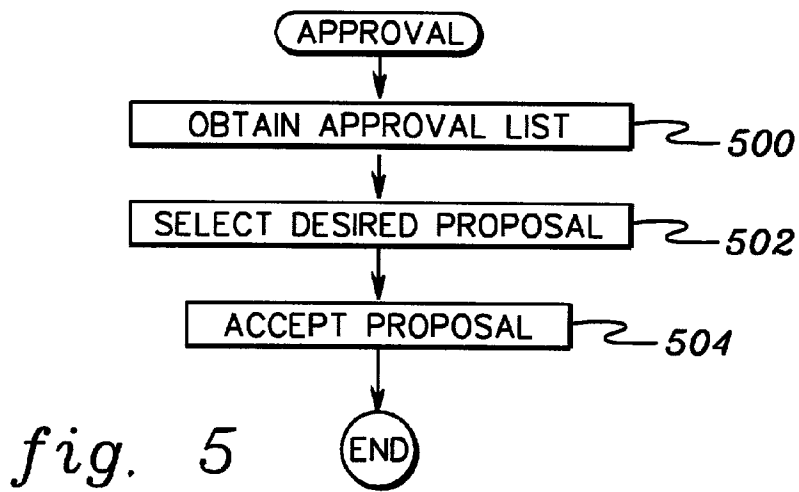 APPROVAL
OBTAIN APPROVAL LIST
500
SELECT DESIRED PROPOSAL
502
ACCEPT PROPOSAL
504
END
fig. 5